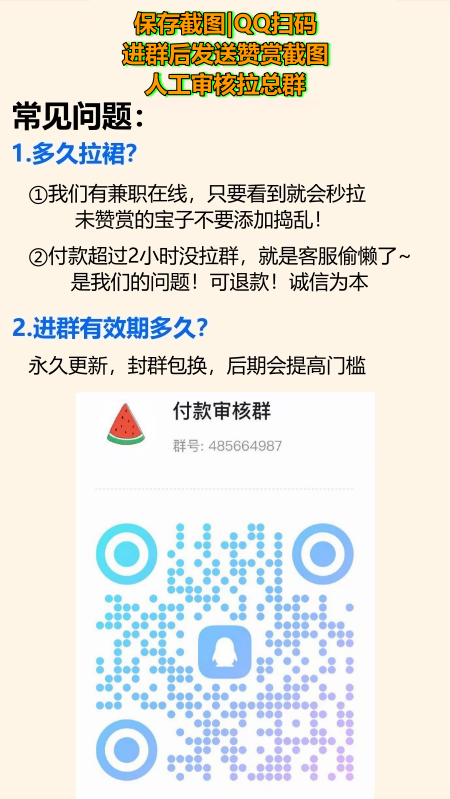 保存截图|QQ扫码
进群后发送赞赏截图
人工审核拉总群
常见问题：
1.多久拉裙？
①我们有兼职在线，只要看到就会秒拉
未赞赏的宝子不要添加捣乱！
②付款超过2小时没拉群，就是客服偷懒了~
是我们的问题！可退款！诚信为本
2.进群有效期多久？
永久更新，封群包换，后期会提高门槛
付款审核群
群号: 485664987